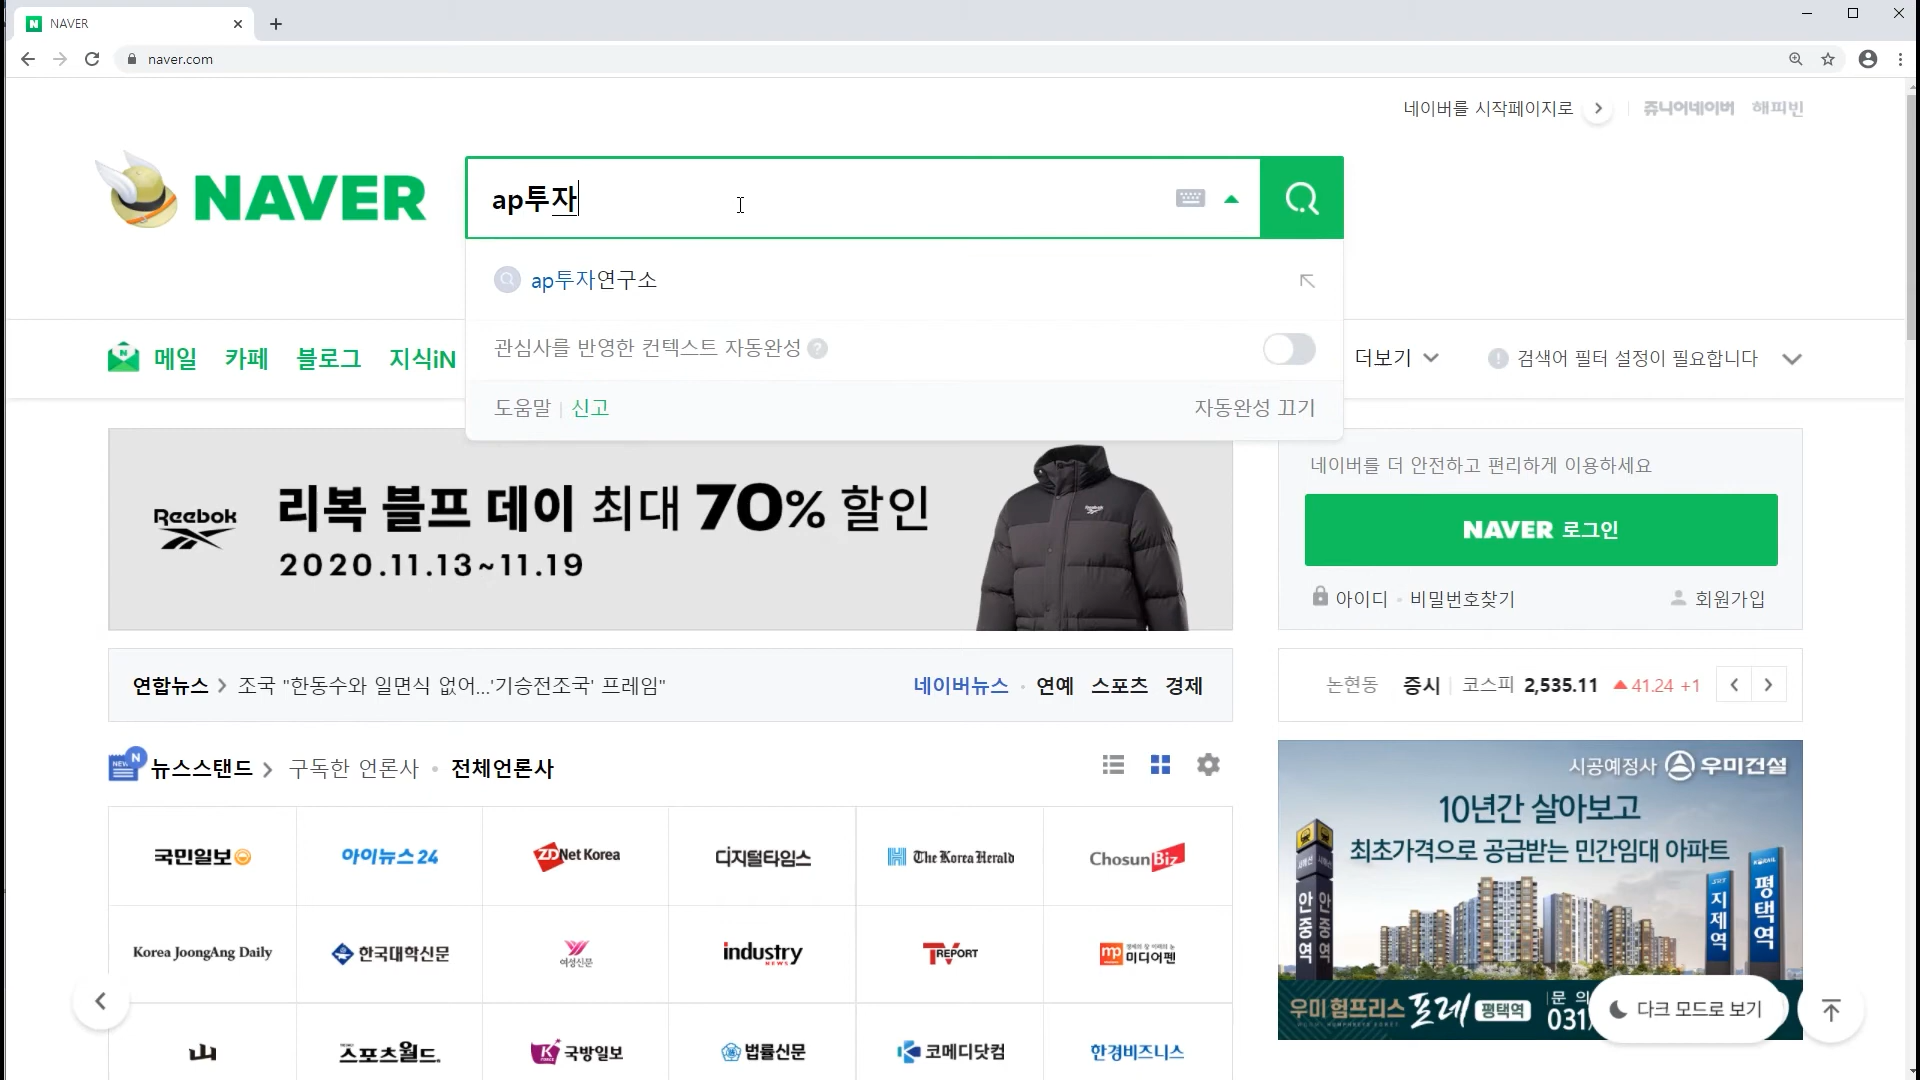 NAVER
naver.com
네이버를 시작페이지로
쥬니어네이버 해피빈
NAVER
ap투자
ap투자연구소
관심사를 반영한 컨텍스트 자동완성 ?
도움말 | 신고
자동완성 끄기
메일 카페 블로그 지식iN
더보기
검색어 필터 설정이 필요합니다
Reebok
리복 블프 데이 최대 70% 할인
2020.11.13~11.19
네이버를 더 안전하고 편리하게 이용하세요
NAVER 로그인
아이디 · 비밀번호찾기
회원가입
연합뉴스 > 조국 "한동수와 일면식 없어...'기승전조국' 프레임"
네이버뉴스 · 연예 스포츠 경제
논현동 증시 | 코스피 2,535.11 ▲41.24 +1
뉴스스탠드 > 구독한 언론사 · 전체언론사
국민일보
아이뉴스24
ZDNet Korea
디지털타임스
The Korea Herald
ChosunBiz
Korea JoongAng Daily
한국대학신문
여성신문
industry NEWS
TV REPORT
mp 미디어펜
스포츠월드
국방일보
법률신문
코메디닷컴
한경비즈니스
시공예정사 우미건설
10년간 살아보고
최초가격으로 공급받는 민간임대 아파트
안중역
안중역
SRT 지제역
KORAIL 평택역
우미 험프리스 포레 평택역
문의
031)
다크 모드로 보기